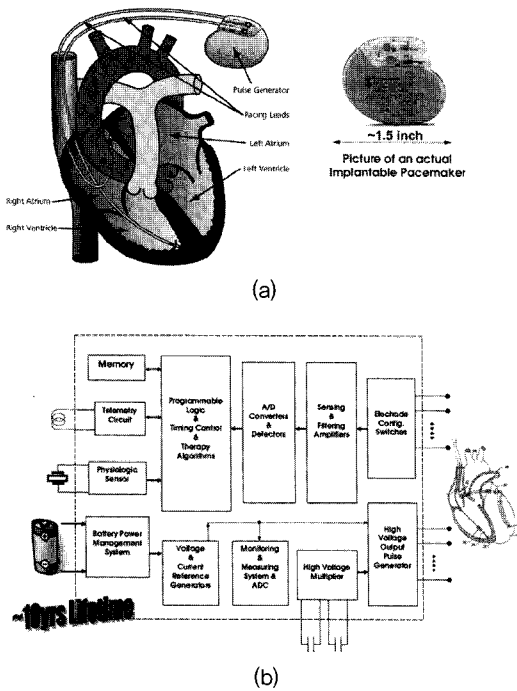 Pulse Generator
Pacing Leads
Left Atrium
Left Ventricle
Right Atrium
Right Ventricle
~1.5 inch
Picture of an actual
Implantable Pacemaker
(a)
Memory
Telemetry
Circuit
Physiologic
Sensor
Battery Power
Management
System
Programmable
Logic
&
Timing Control
&
Therapy
Algorithms
A/D
Converters
&
Detectors
Sensing
&
Filtering
Amplifiers
Electrode
Config.
Switches
Voltage
&
Current
Reference
Generators
Monitoring
&
Measuring
System &
ADC
High Voltage
Multiplier
High
Voltage
Output
Pulse
Generator
10yrs Lifetime
(b)